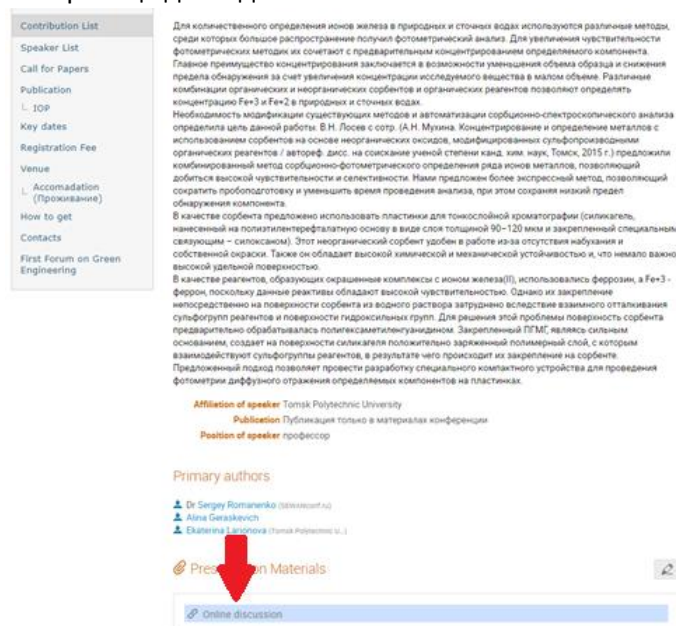 Contribution List
Speaker List
Call for Papers
Publication
IOP
Key dates
Registration Fee
Venue
Accomadation
(Проживание)
How to get
Contacts
First Forum on Green
Engineering
Для количественного определения ионов железа в природных и сточных водах используются различные методы,
среди которых большое распространение получил фотометрический анализ. Для увеличения чувствительности
фотометрических методик их сочетают с предварительным концентрированием определяемого компонента.
Главное преимущество концентрирования заключается в возможности уменьшения объема образца и снижения
предела обнаружения за счет увеличения концентрации исследуемого вещества в малом объеме. Различные
комбинации органических и неорганических сорбентов и органических реагентов позволяют определять
концентрацию Fe+3 и Fe+2 в природных и сточных водах.
Необходимость модификации существующих методов и автоматизации сорбционно-спектроскопического анализа
определила цель данной работы. В.Н. Лосев с сотр. (А.Н. Мухина. Концентрирование и определение металлов с
использованием сорбентов на основе неорганических оксидов, модифицированных сульфопроизводными
органических реагентов / автореф. дисс. на соискание ученой степени канд. хим. наук, Томск, 2015 г.) предложили
комбинированный метод сорбционно-фотометрического определения ряда ионов металлов, позволяющий
добиться высокой чувствительности и селективности. Нами предложен более экспрессный метод, позволяющий
сократить пробоподготовку и уменьшить время проведения анализа, при этом сохраняя низкий предел
обнаружения компонента.
В качестве сорбента предложено использовать пластинки для тонкослойной хроматографии (силикагель,
нанесенный на полиэтилентерефталатную основу в виде слоя толщиной 90–120 мкм и закрепленный специальным
связующим – силоксаном). Этот неорганический сорбент удобен в работе из-за отсутствия набухания и
собственной окраски. Также он обладает высокой химической и механической устойчивостью и, что немало важно
высокой удельной поверхностью.
В качестве реагентов, образующих окрашенные комплексы с ионом железа(II), использовались феррозин, а Fe+3 -
феррон, поскольку данные реактивы обладают высокой чувствительностью. Однако их закрепление
непосредственно на поверхности сорбента из водного раствора затруднено вследствие взаимного отталкивания
сульфогрупп реагентов и поверхности гидроксильных групп. Для решения этой проблемы поверхность сорбента
предварительно обрабатывалась полигексаметиленгуанидином. Закрепленный ПГМГ, являясь сильным
основанием, создает на поверхности силикагеля положительно заряженный полимерный слой, с которым
взаимодействуют сульфогруппы реагентов, в результате чего происходит их закрепление на сорбенте.
Предложенный подход позволяет провести разработку специального компактного устройства для проведения
фотометрии диффузного отражения определяемых компонентов на пластинках.
Affiliation of speaker Tomsk Polytechnic University
Publication Публикация только в материалах конференции
Position of speaker профессор
Primary authors
Dr Sergey Romanenko
Alina Geraskevich
Ekaterina Larionova (Tomsk Polytechnic U...)
Materials
Online discussion